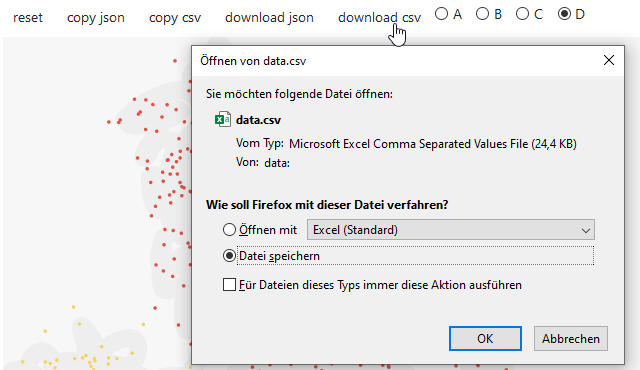 reset copy json copy csv download json download csv A B C D
Öffnen von data.csv
Sie möchten folgende Datei öffnen:
data.csv
Vom Typ: Microsoft Excel Comma Separated Values File (24,4 KB)
Von: data:
Wie soll Firefox mit dieser Datei verfahren?
Öffnen mit Excel (Standard)
Datei speichern
Für Dateien dieses Typs immer diese Aktion ausführen
OK Abbrechen